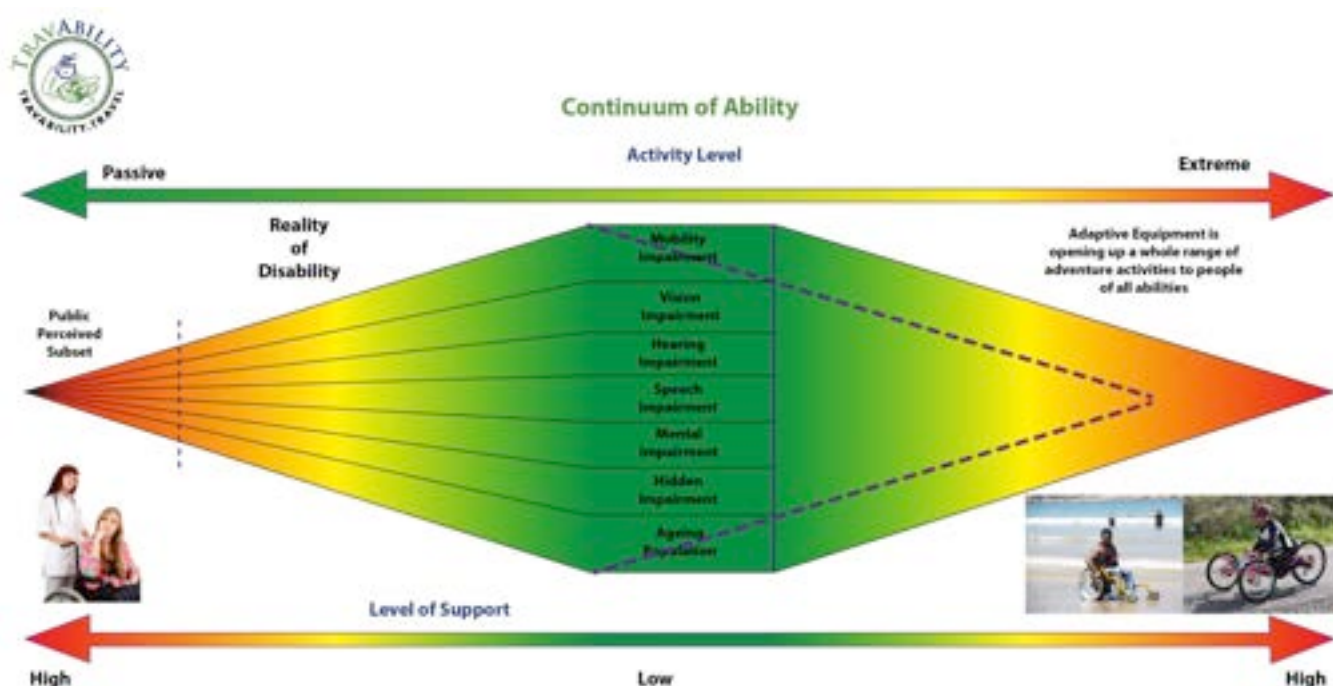 TRAVABILITY
TRAVABILITY.TRAVEL
Continuum of Ability
Activity Level
Passive
Extreme
Reality
of
Disability
Adaptive Equipment is
opening up a whole range of
adventure activities to people
of all abilities
Public
Perceived
Subset
Mobility
Impairment
Vision
Impairment
Hearing
Impairment
Speech
Impairment
Mental
Impairment
Hidden
Impairment
Ageing
Population
Level of Support
High
Low
High